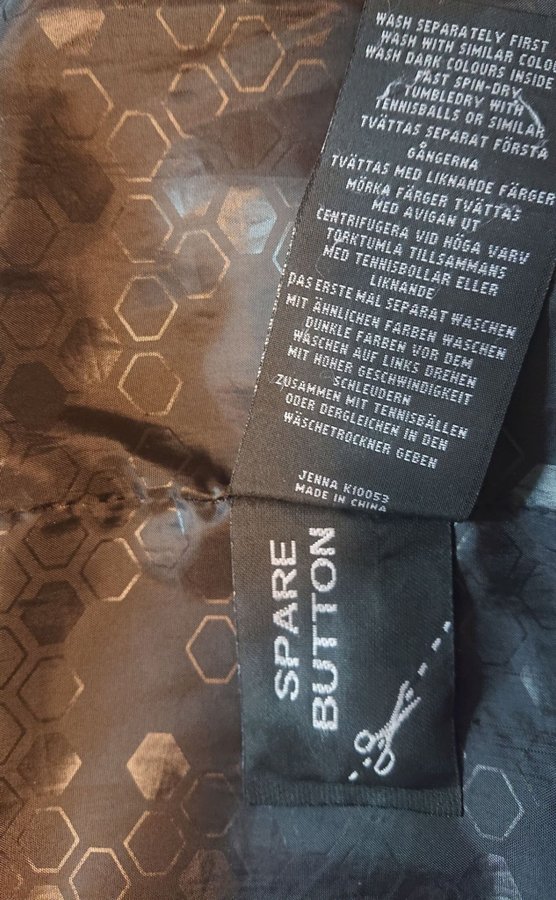 WASH SEPARATELY FIRST
WASH WITH SIMILAR
WASH DARK COLOURS INSIDE
FAST SPIN-DRY
TUMBLEDRY WITH
TENNISBALLS OR SIMILAR
TVÄTTAS SEPARAT FÖRSTA
GÅNGERNA
TVÄTTAS MED LIKNANDE FÄRGER
MÖRKA FÄRGER TVÄTTAS
MED AVIGAN UT
CENTRIFUGERA VID HÖGA VARV
TORKTUMLA TILLSAMMANS
MED TENNISBOLLAR ELLER
LIKNANDE
DAS ERSTE MAL SEPARAT WASCHEN
MIT ÄHNLICHEN FARBEN WASCHEN
DUNKLE FARBEN VOR DEM
WASCHEN AUF LINKS DREHEN
MIT HOHER GESCHWINDIGKEIT
SCHLEUDERN
ZUSAMMEN MIT TENNISBÄLLEN
ODER DERGLEICHEN IN DEN
WÄSCHETROCKNER GEBEN
JENNA K10053
MADE IN CHINA
SPARE
BUTTON